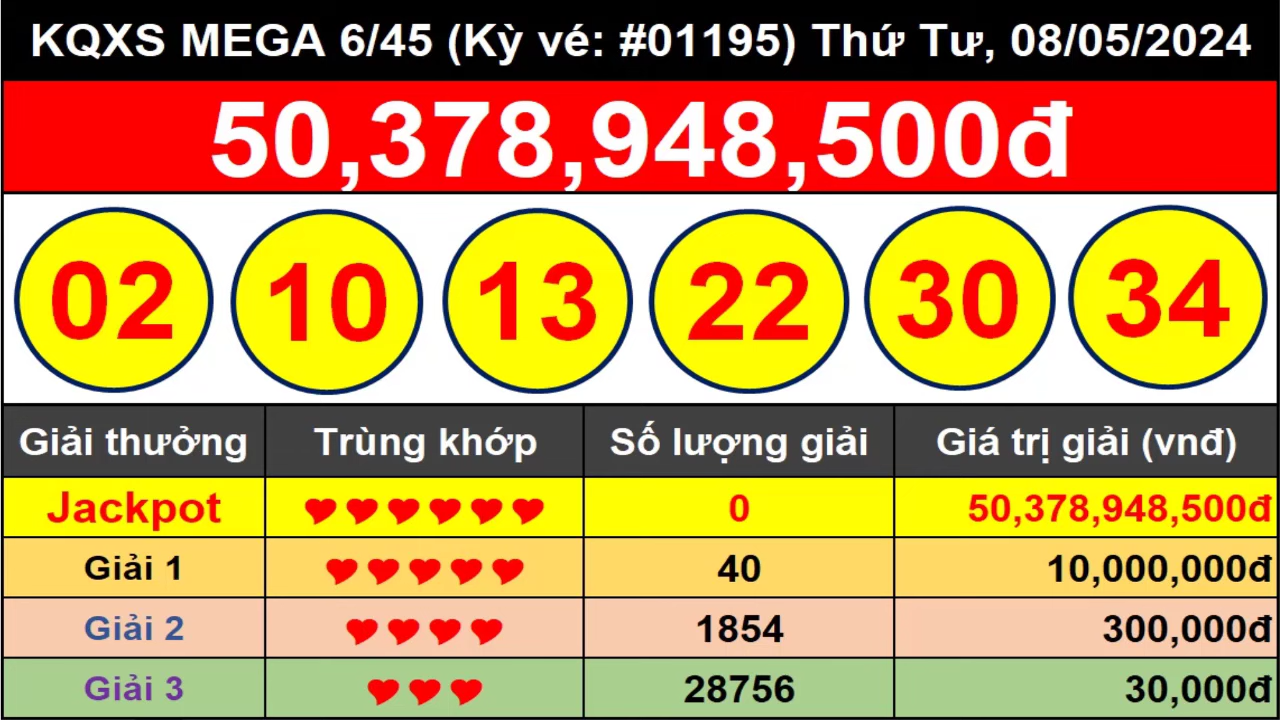 KQXS MEGA 6/45 (Kỳ vé: #01195) Thứ Tư, 08/05/2024
50,378,948,500đ
02 10 13 22 30 34
Giải thưởng Trùng khớp Số lượng giải Giá trị giải (vnđ)
Jackpot 0 50,378,948,500đ
Giải 1 40 10,000,000đ
Giải 2 1854 300,000đ
Giải 3 28756 30,000đ